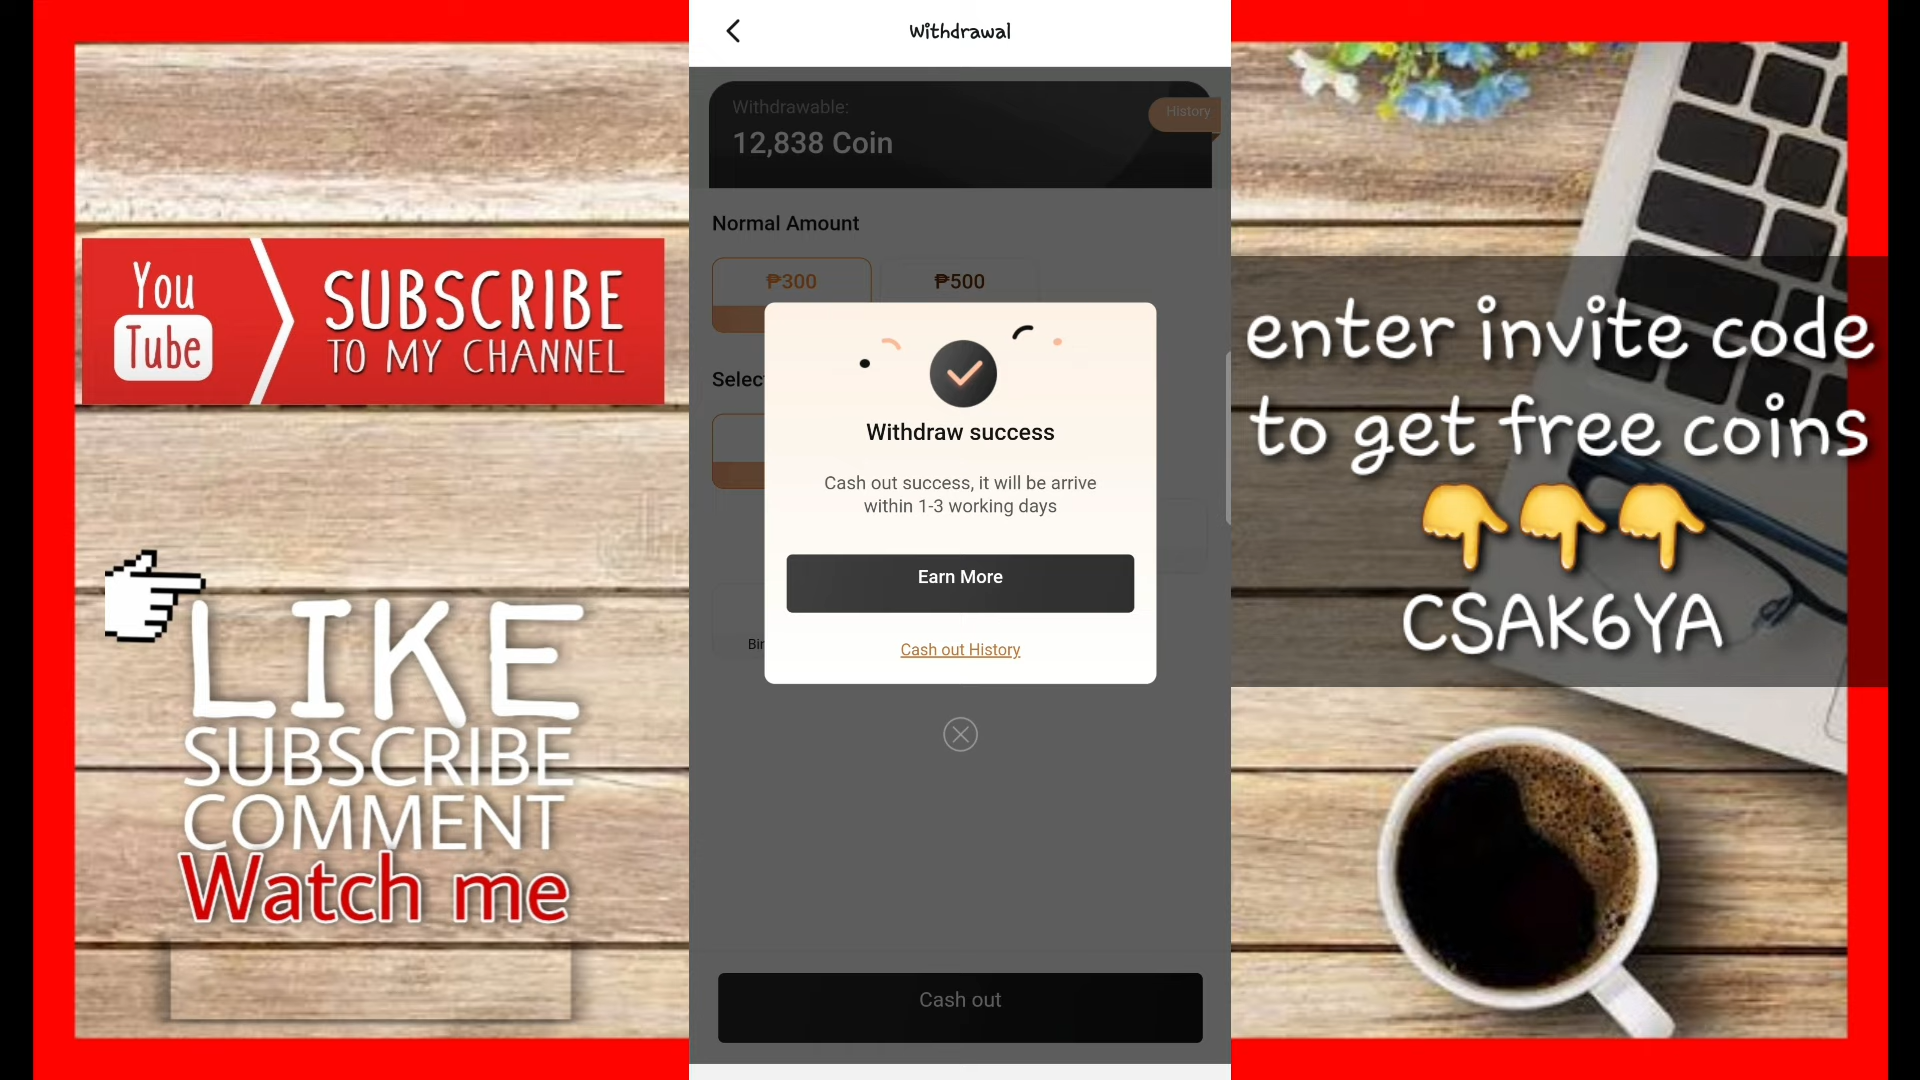 You
Tube
SUBSCRIBE
TO MY CHANNEL
LIKE
SUBSCRIBE
COMMENT
Watch me
Withdrawal
Withdrawable:
12,838 Coin
History
Normal Amount
₱300
₱500
Selec
Withdraw success
Cash out success, it will be arrive
within 1-3 working days
Earn More
Bin
Cash out History
Cash out
enter invite code
to get free coins
👇👇👇
CSAK6YA